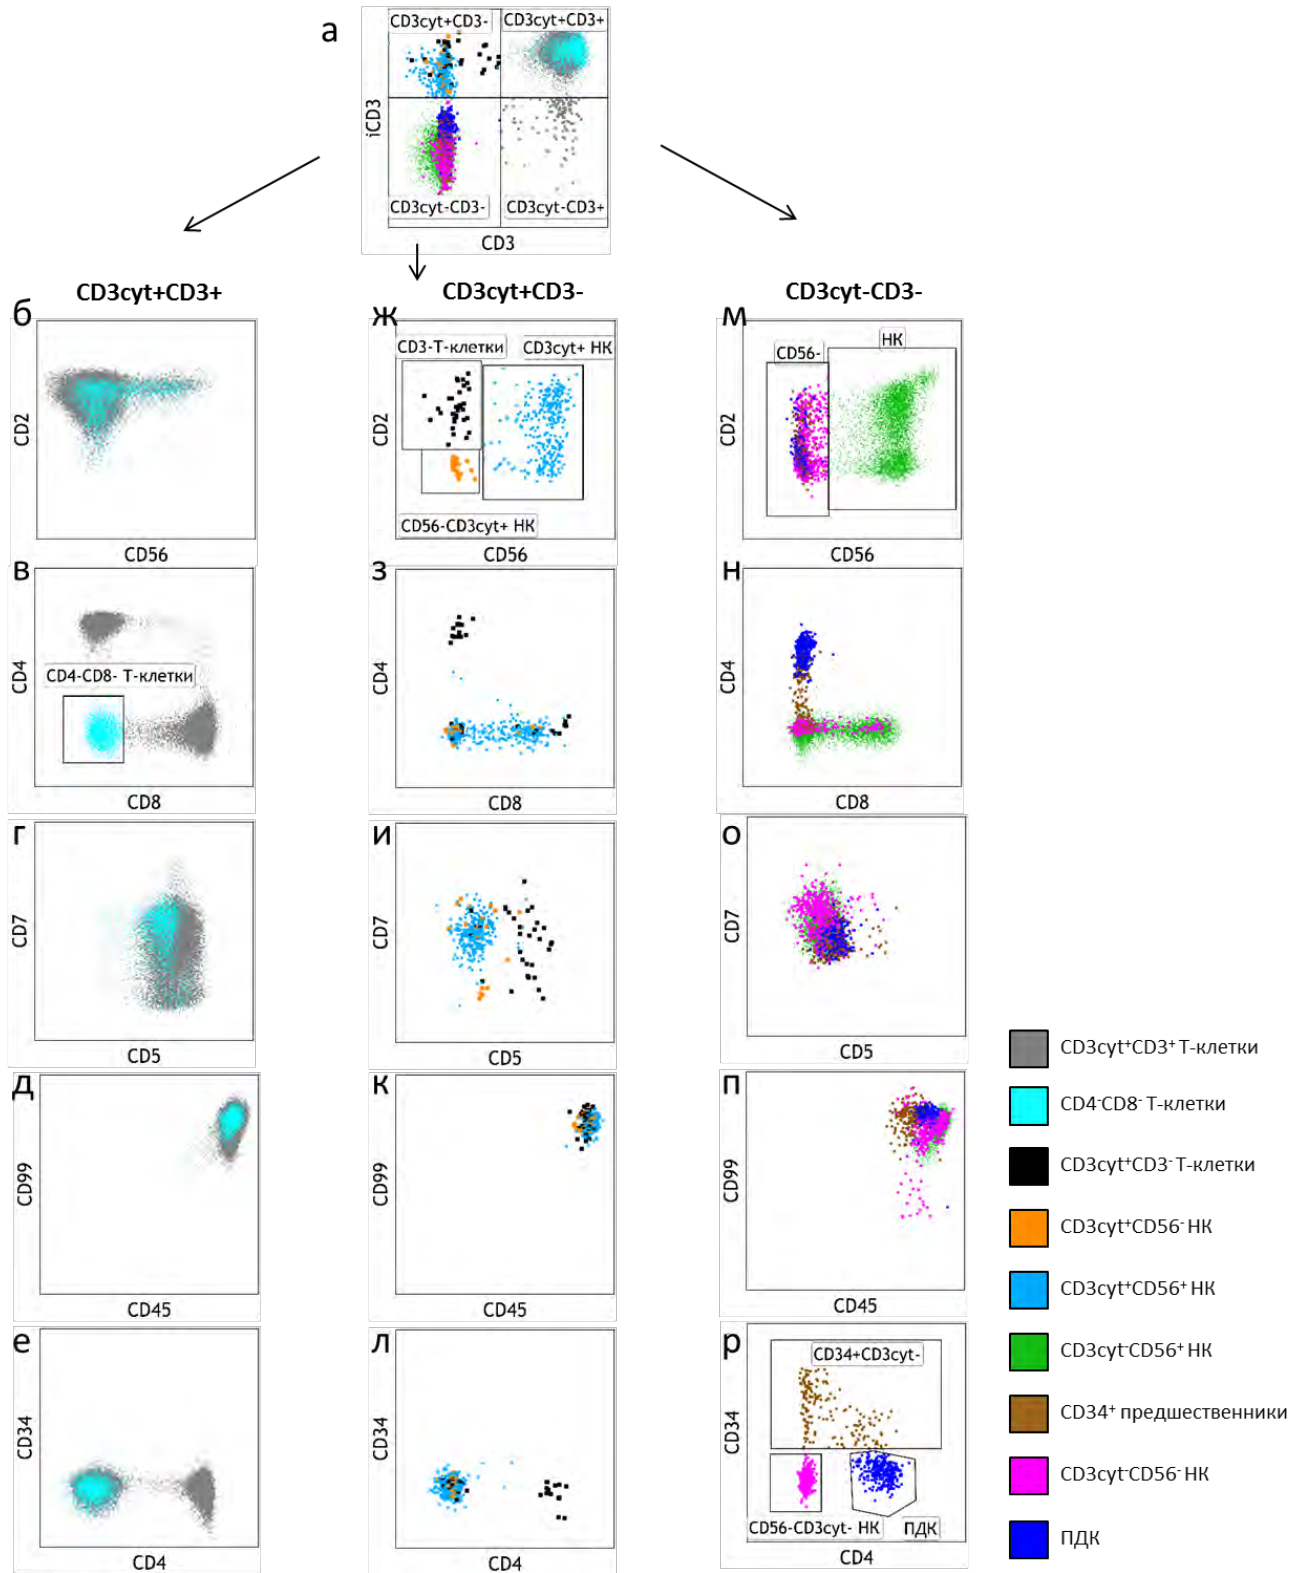 а
CD3cyt+CD3-
CD3cyt+CD3+
iCD3
CD3cyt-CD3-
CD3cyt-CD3+
CD3
CD3cyt+CD3+
CD3cyt+CD3-
CD3cyt-CD3-
б
CD2
CD56
ж
CD3-Т-клетки
CD3cyt+ НК
CD2
CD56-CD3cyt+ НК
CD56
м
CD56-
НК
CD2
CD56
в
CD4
CD4-CD8- Т-клетки
CD8
з
CD4
CD8
н
CD4
CD8
г
CD7
CD5
и
CD7
CD5
о
CD7
CD5
д
CD99
CD45
к
CD99
CD45
п
CD99
CD45
е
CD34
CD4
л
CD34
CD4
р
CD34+CD3cyt-
CD34
CD56-CD3cyt- НК
ПДК
CD4
CD3cyt⁺CD3⁺ Т-клетки
CD4⁻CD8⁻ Т-клетки
CD3cyt⁺CD3⁻ Т-клетки
CD3cyt⁺CD56⁻ НК
CD3cyt⁺CD56⁺ НК
CD3cyt⁻CD56⁺ НК
CD34⁺ предшественники
CD3cyt⁻CD56⁻ НК
ПДК